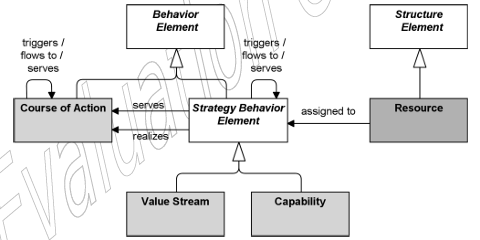 Behavior
Element
Structure
Element
triggers /
flows to /
serves
triggers /
flows to /
serves
Course of Action
serves
realizes
Strategy Behavior
Element
assigned to
Resource
Value Stream
Capability
Evaluation